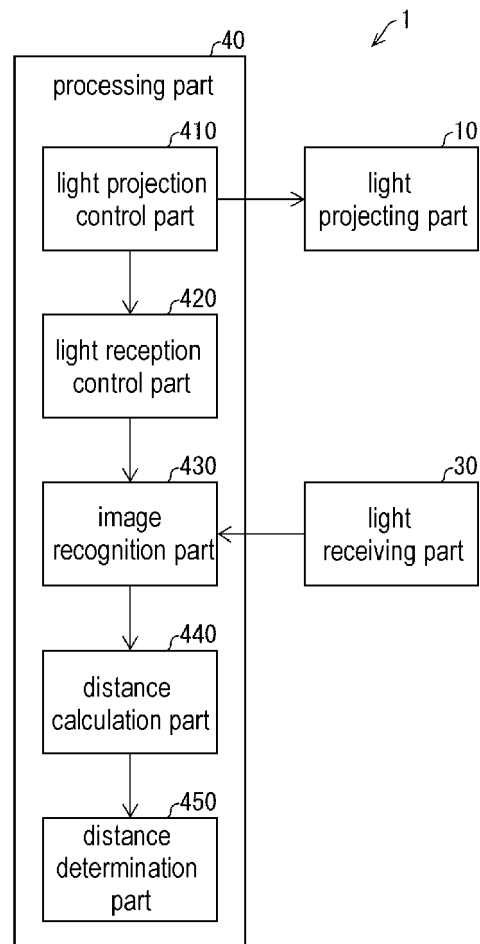 1
40
processing part
410
light projection
control part
10
light
projecting part
420
light reception
control part
430
image
recognition part
30
light
receiving part
440
distance
calculation part
450
distance
determination
part